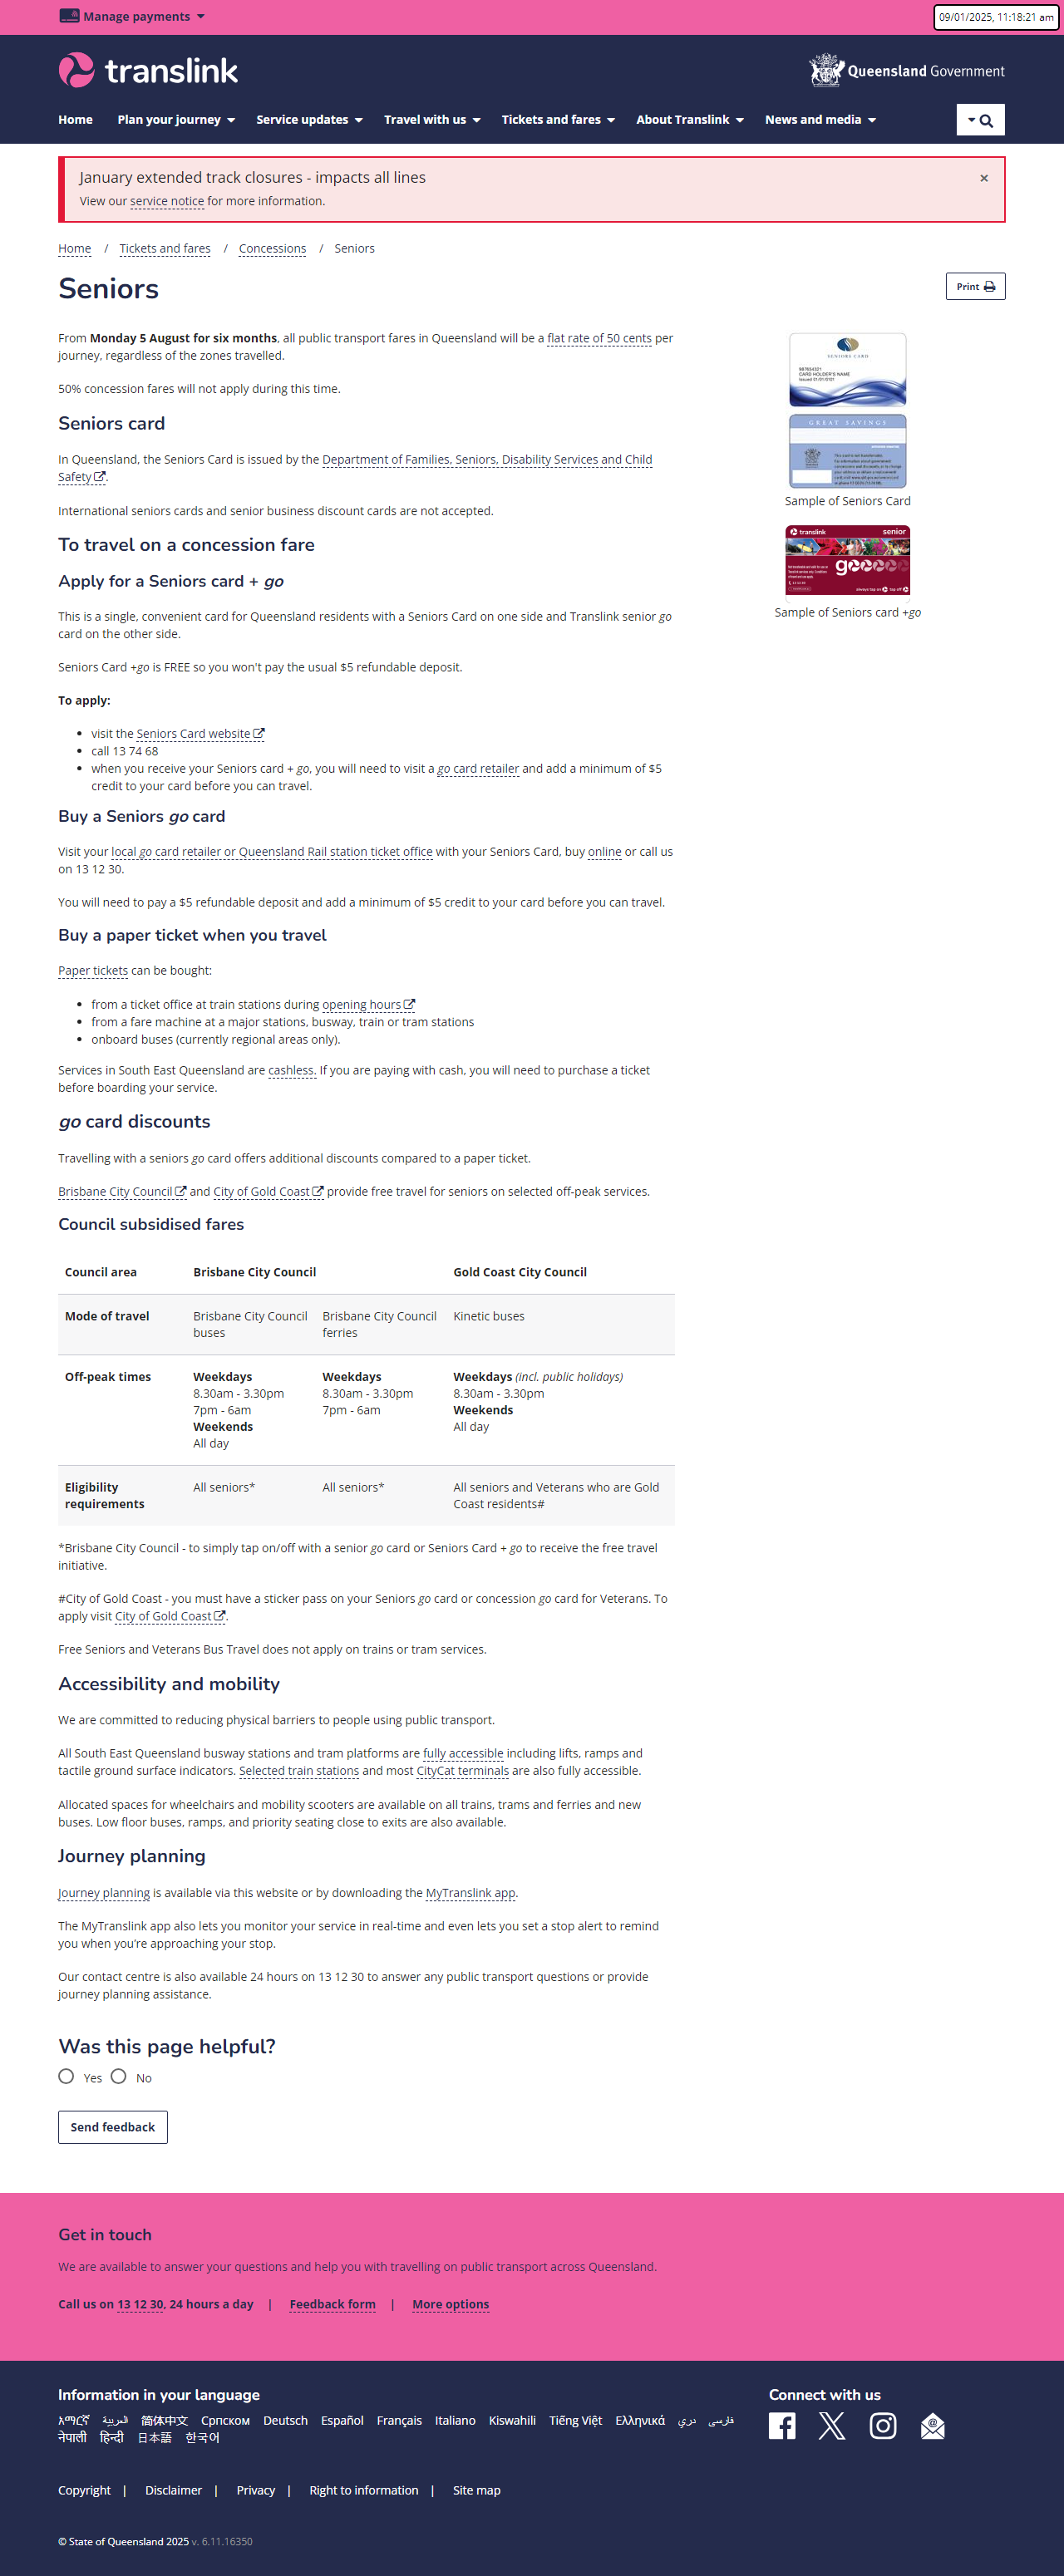 Manage payments
09/01/2025, 11:18:21 am
translink
Queensland Government
Home Plan your journey Service updates Travel with us Tickets and fares About Translink News and media
January extended track closures - impacts all lines
×
View our service notice for more information.
Home / Tickets and fares / Concessions / Seniors
Seniors
Print
From Monday 5 August for six months, all public transport fares in Queensland will be a flat rate of 50 cents per
journey, regardless of the zones travelled.
50% concession fares will not apply during this time.
Seniors card
In Queensland, the Seniors Card is issued by the Department of Families, Seniors, Disability Services and Child
Safety.
International seniors cards and senior business discount cards are not accepted.
SENIORS CARD
CARD HOLDER'S NAME
GREAT SAVINGS
Sample of Seniors Card
translink senior
go
always tap on tap off
Sample of Seniors card +go
To travel on a concession fare
Apply for a Seniors card + go
This is a single, convenient card for Queensland residents with a Seniors Card on one side and Translink senior go
card on the other side.
Seniors Card +go is FREE so you won't pay the usual $5 refundable deposit.
To apply:
• visit the Seniors Card website
• call 13 74 68
• when you receive your Seniors card + go, you will need to visit a go card retailer and add a minimum of $5
credit to your card before you can travel.
Buy a Seniors go card
Visit your local go card retailer or Queensland Rail station ticket office with your Seniors Card, buy online or call us
on 13 12 30.
You will need to pay a $5 refundable deposit and add a minimum of $5 credit to your card before you can travel.
Buy a paper ticket when you travel
Paper tickets can be bought:
• from a ticket office at train stations during opening hours
• from a fare machine at a major stations, busway, train or tram stations
• onboard buses (currently regional areas only).
Services in South East Queensland are cashless. If you are paying with cash, you will need to purchase a ticket
before boarding your service.
go card discounts
Travelling with a seniors go card offers additional discounts compared to a paper ticket.
Brisbane City Council and City of Gold Coast provide free travel for seniors on selected off-peak services.
Council subsidised fares
Council area Brisbane City Council Gold Coast City Council
Mode of travel Brisbane City Council Brisbane City Council Kinetic buses
buses ferries
Off-peak times Weekdays Weekdays Weekdays (incl. public holidays)
8.30am - 3.30pm 8.30am - 3.30pm 8.30am - 3.30pm
7pm - 6am 7pm - 6am Weekends
Weekends All day
All day
Eligibility All seniors* All seniors* All seniors and Veterans who are Gold
requirements Coast residents#
*Brisbane City Council - to simply tap on/off with a senior go card or Seniors Card + go to receive the free travel
initiative.
#City of Gold Coast - you must have a sticker pass on your Seniors go card or concession go card for Veterans. To
apply visit City of Gold Coast.
Free Seniors and Veterans Bus Travel does not apply on trains or tram services.
Accessibility and mobility
We are committed to reducing physical barriers to people using public transport.
All South East Queensland busway stations and tram platforms are fully accessible including lifts, ramps and
tactile ground surface indicators. Selected train stations and most CityCat terminals are also fully accessible.
Allocated spaces for wheelchairs and mobility scooters are available on all trains, trams and ferries and new
buses. Low floor buses, ramps, and priority seating close to exits are also available.
Journey planning
Journey planning is available via this website or by downloading the MyTranslink app.
The MyTranslink app also lets you monitor your service in real-time and even lets you set a stop alert to remind
you when you're approaching your stop.
Our contact centre is also available 24 hours on 13 12 30 to answer any public transport questions or provide
journey planning assistance.
Was this page helpful?
Yes No
Send feedback
Get in touch
We are available to answer your questions and help you with travelling on public transport across Queensland.
Call us on 13 12 30, 24 hours a day | Feedback form | More options
Information in your language
Connect with us
አማርኛ العربية 简体中文 Српском Deutsch Español Français Italiano Kiswahili Tiếng Việt Ελληνικά دري فارسی
नेपाली हिन्दी 日本語 한국어
Copyright | Disclaimer | Privacy | Right to information | Site map
© State of Queensland 2025 v. 6.11.16350